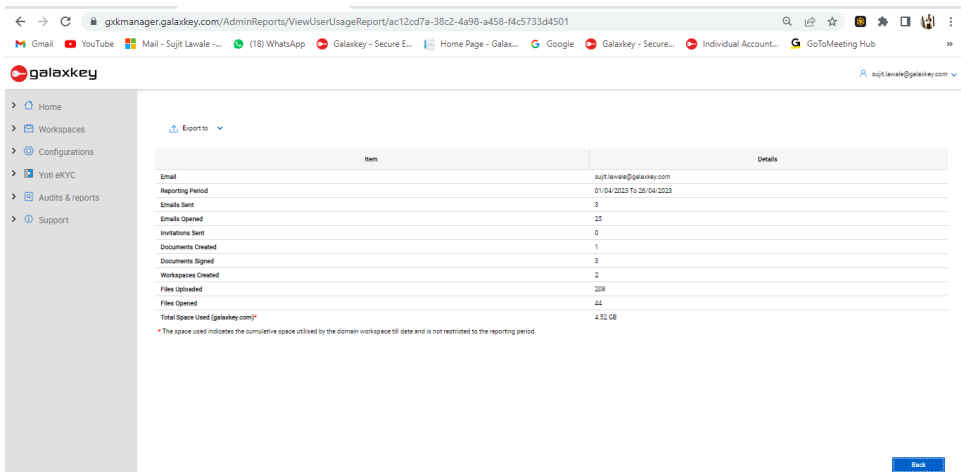 gxkmanager.galaxkey.com/AdminReports/ViewUserUsageReport/ac12cd7a-38c2-4a98-a458-f4c5733d4501
Gmail YouTube Mail - Sujit Lawale -... (18) WhatsApp Galaxkey - Secure E... Home Page - Galax... Google Galaxkey - Secure... Individual Account... GoToMeeting Hub »
galaxkey
sujit.lawale@galaxkey.com
Home
Workspaces
Configurations
Yoti eKYC
Audits & reports
Support
Export to
Item Details
Email sujit.lawale@galaxkey.com
Reporting Period 01/04/2023 To 26/04/2023
Emails Sent 3
Emails Opened 25
Invitations Sent 0
Documents Created 1
Documents Signed 3
Workspaces Created 2
Files Uploaded 208
Files Opened 44
Total Space Used (galaxkey.com)* 4.52 GB
* The space used indicates the cumulative space utilised by the domain workspace till date and is not restricted to the reporting period.
Back